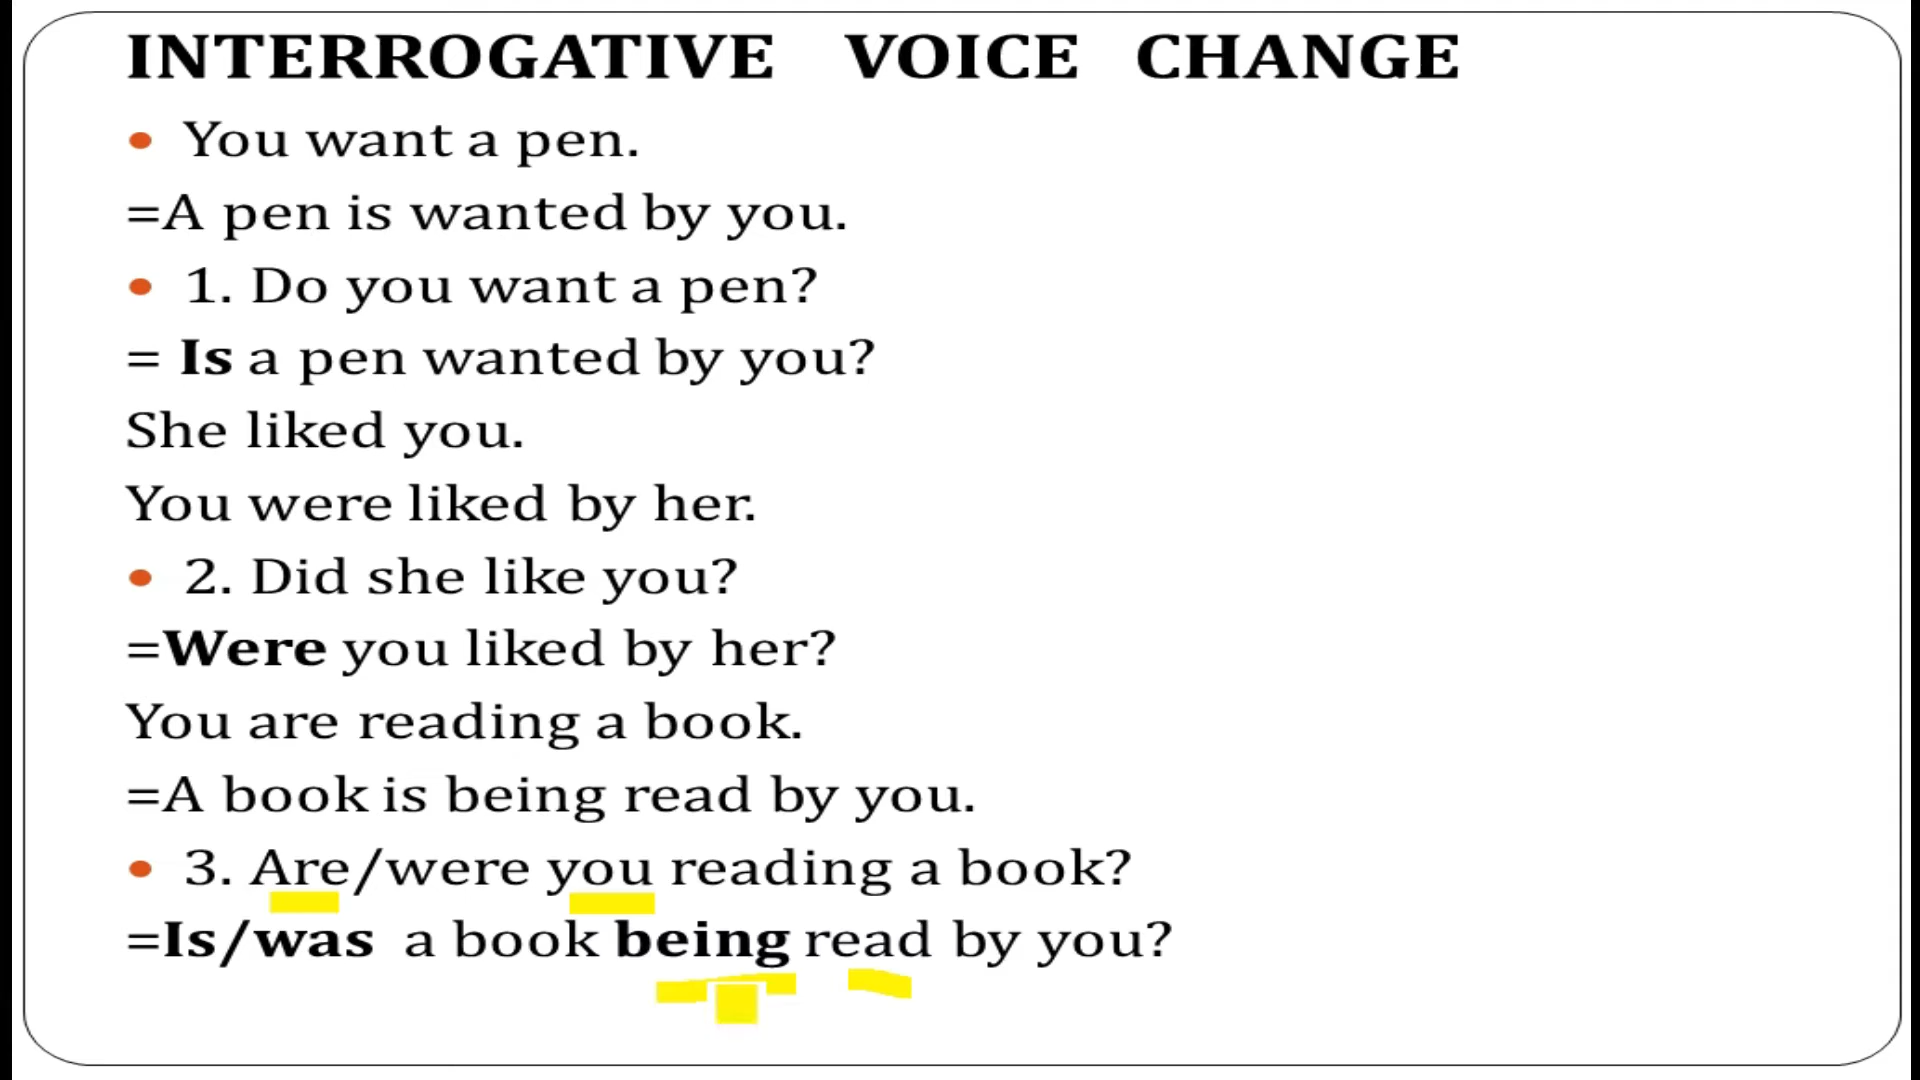 INTERROGATIVE VOICE CHANGE
• You want a pen.
=A pen is wanted by you.
• 1. Do you want a pen?
= Is a pen wanted by you?
She liked you.
You were liked by her.
• 2. Did she like you?
=Were you liked by her?
You are reading a book.
=A book is being read by you.
• 3. Are/were you reading a book?
=Is/was a book being read by you?